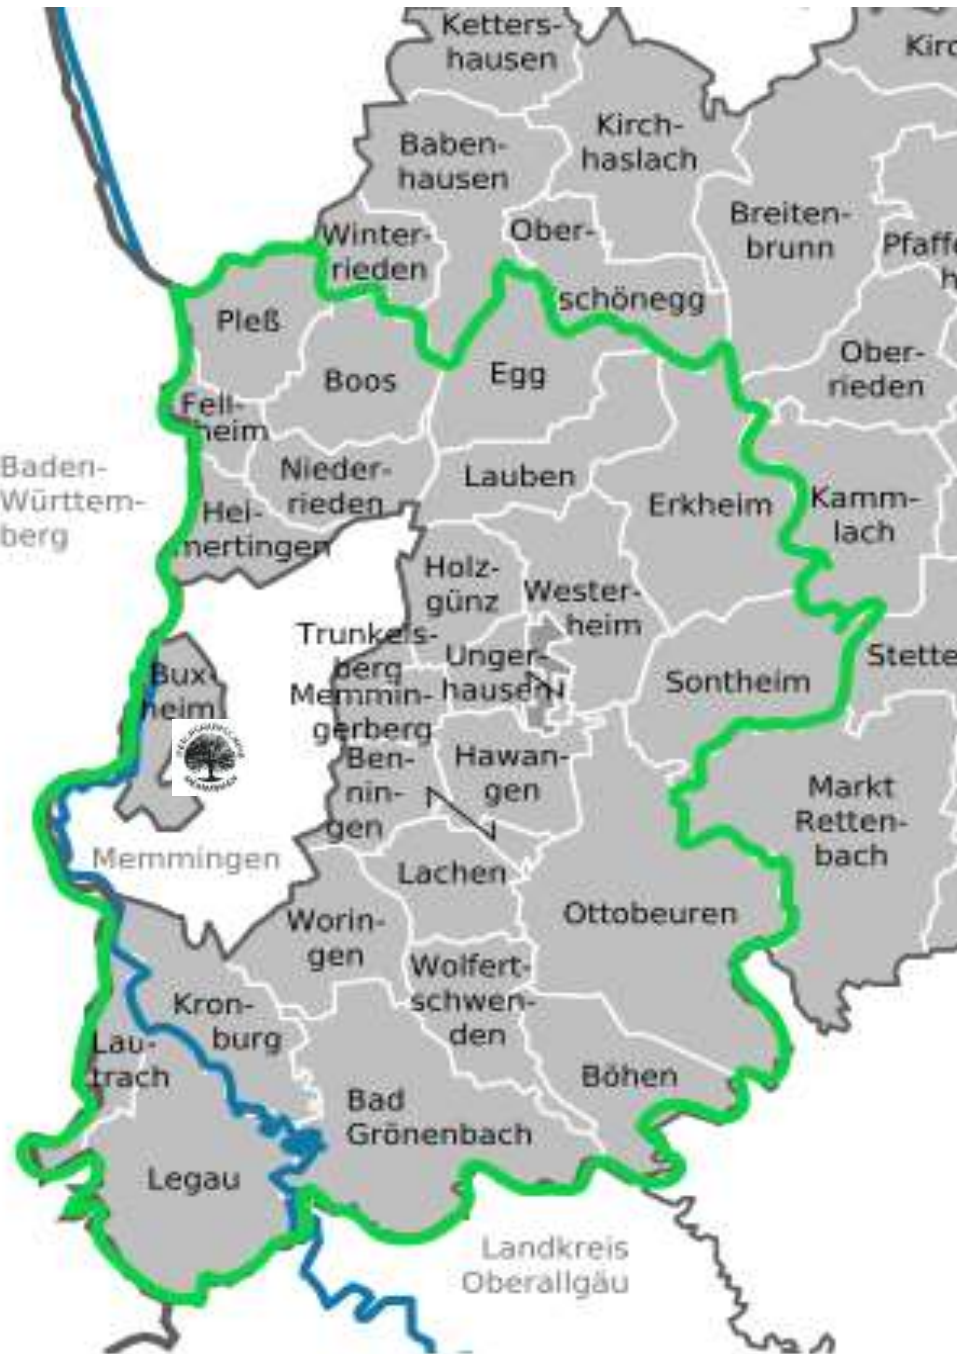 Ketters-
hausen
Kirc
Kirch-
haslach
Baben-
hausen
Breiten-
brunn
Pfaffe
h
Winter-
rieden
Ober-
schönegg
Pleß
Boos
Egg
Ober-
rieden
Fell-
heim
Baden-
Württem-
berg
Nieder-
rieden
Lauben
Erkheim
Kamm-
lach
Hei-
mertingen
Holz-
günz
Wester-
heim
Trunkels-
berg
Unger-
hausen
Stette
Bux-
heim
Memmin-
gerberg
Sontheim
Ben-
nin-
gen
Hawan-
gen
Markt
Retten-
bach
Memmingen
Lachen
Ottobeuren
Worin-
gen
Wolfert-
schwen-
den
Kron-
burg
Lau-
trach
Böhen
Bad
Grönenbach
Legau
Landkreis
Oberallgäu